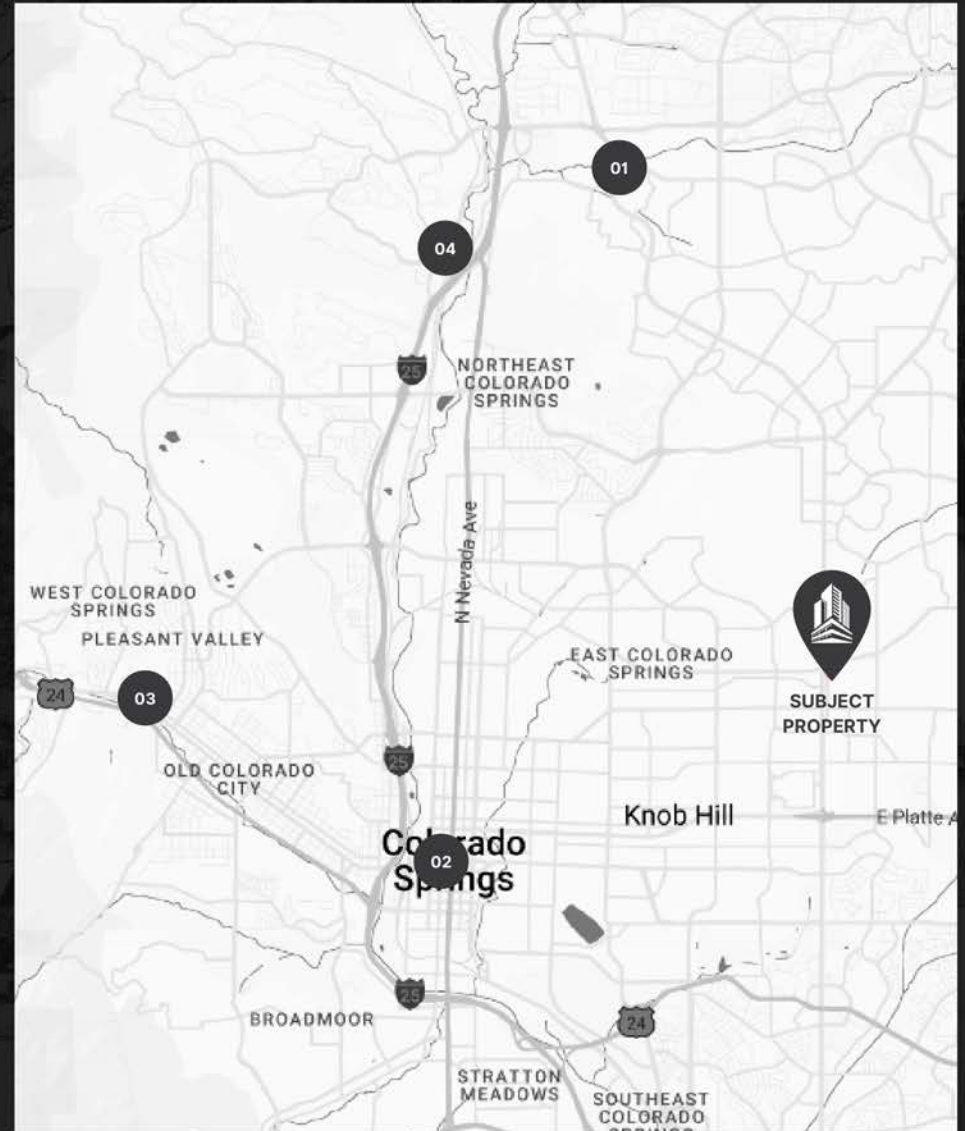 01
04
25
NORTHEAST
COLORADO
SPRINGS
N Nevada Ave
WEST COLORADO
SPRINGS
PLEASANT VALLEY
EAST COLORADO
SPRINGS
24
03
SUBJECT
PROPERTY
25
OLD COLORADO
CITY
Knob Hill
E Platte A
Colorado
02
Springs
25
BROADMOOR
24
STRATTON
MEADOWS
SOUTHEAST
COLORADO
SPRINGS